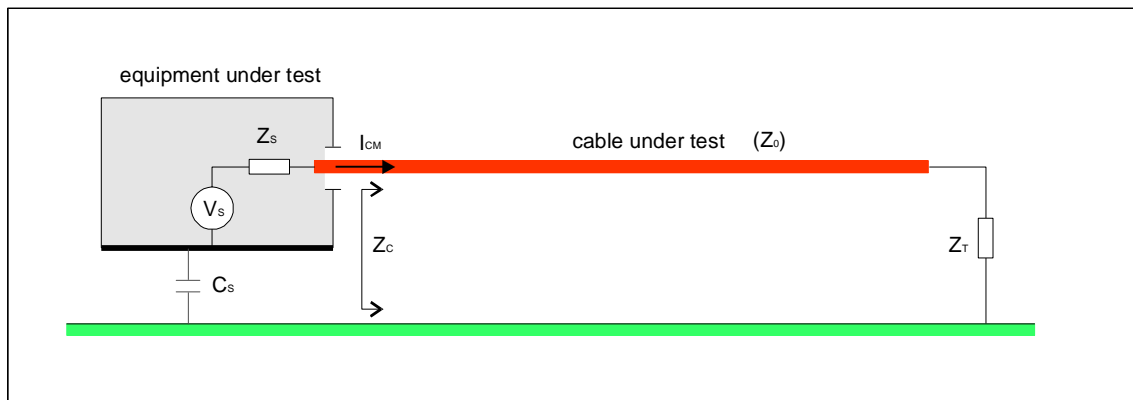 equipment under test
Zs
ICM
cable under test (Z0)
Vs
ZC
ZT
Cs